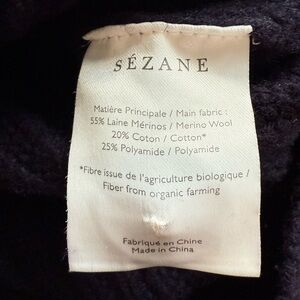 SÉZANE
Matière Principale / Main fabric :
55% Laine Mérinos / Merino Wool
20% Coton / Cotton*
25% Polyamide / Polyamide
*Fibre issue de l'agriculture biologique /
Fiber from organic farming
Fabriqué en Chine
Made in China